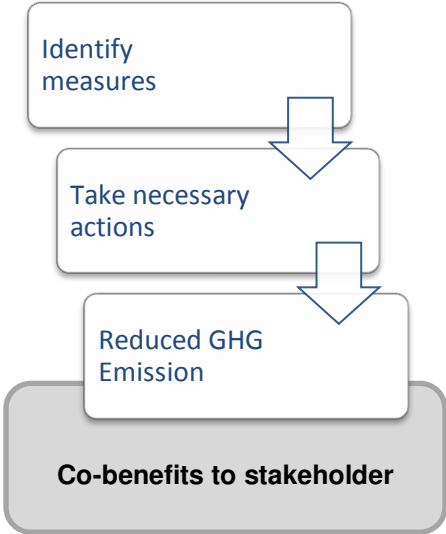 Identify
measures
Take necessary
actions
Reduced GHG
Emission
Co-benefits to stakeholder